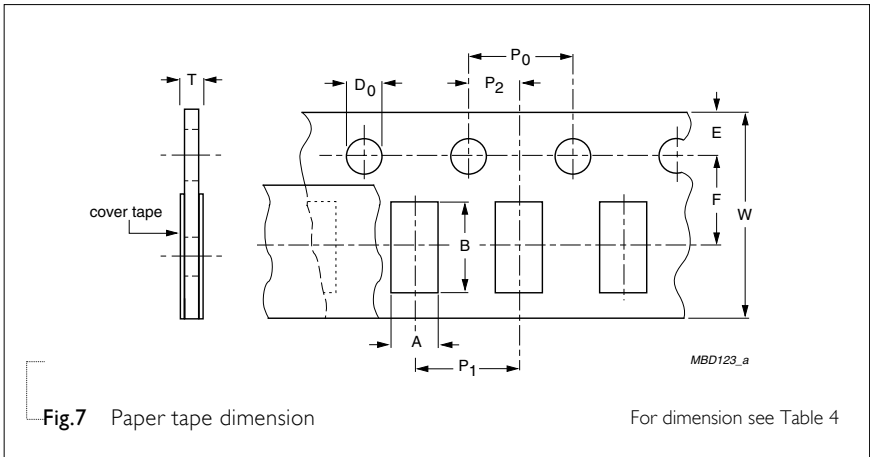 P0
T
D0
P2
E
F
W
cover tape
B
A
P1
MBD123_a
Fig.7 Paper tape dimension
For dimension see Table 4